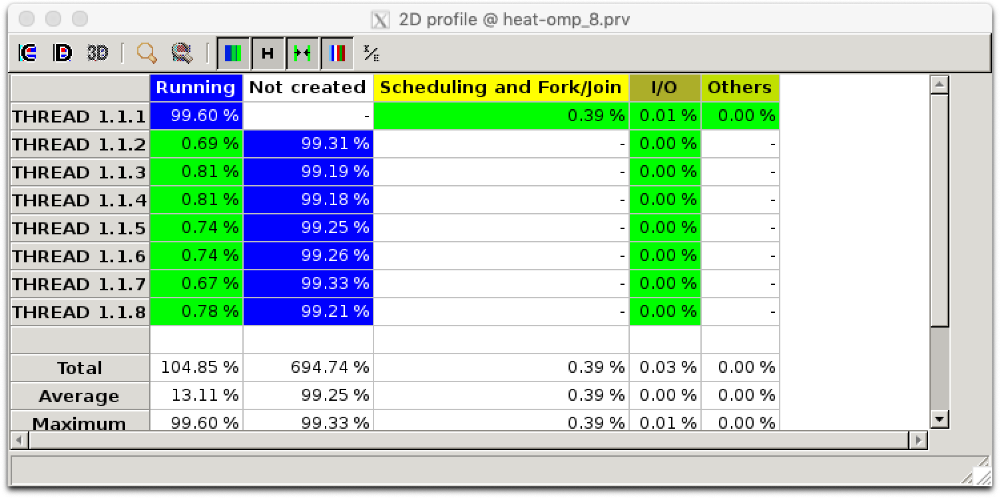 2D profile @ heat-omp_8.prv
3D H Σ/E
Running Not created Scheduling and Fork/Join I/O Others
THREAD 1.1.1 99.60 % - 0.39 % 0.01 % 0.00 %
THREAD 1.1.2 0.69 % 99.31 % - 0.00 % -
THREAD 1.1.3 0.81 % 99.19 % - 0.00 % -
THREAD 1.1.4 0.81 % 99.18 % - 0.00 % -
THREAD 1.1.5 0.74 % 99.25 % - 0.00 % -
THREAD 1.1.6 0.74 % 99.26 % - 0.00 % -
THREAD 1.1.7 0.67 % 99.33 % - 0.00 % -
THREAD 1.1.8 0.78 % 99.21 % - 0.00 % -
Total 104.85 % 694.74 % 0.39 % 0.03 % 0.00 %
Average 13.11 % 99.25 % 0.39 % 0.00 % 0.00 %
Maximum 99.60 % 99.33 % 0.39 % 0.01 % 0.00 %